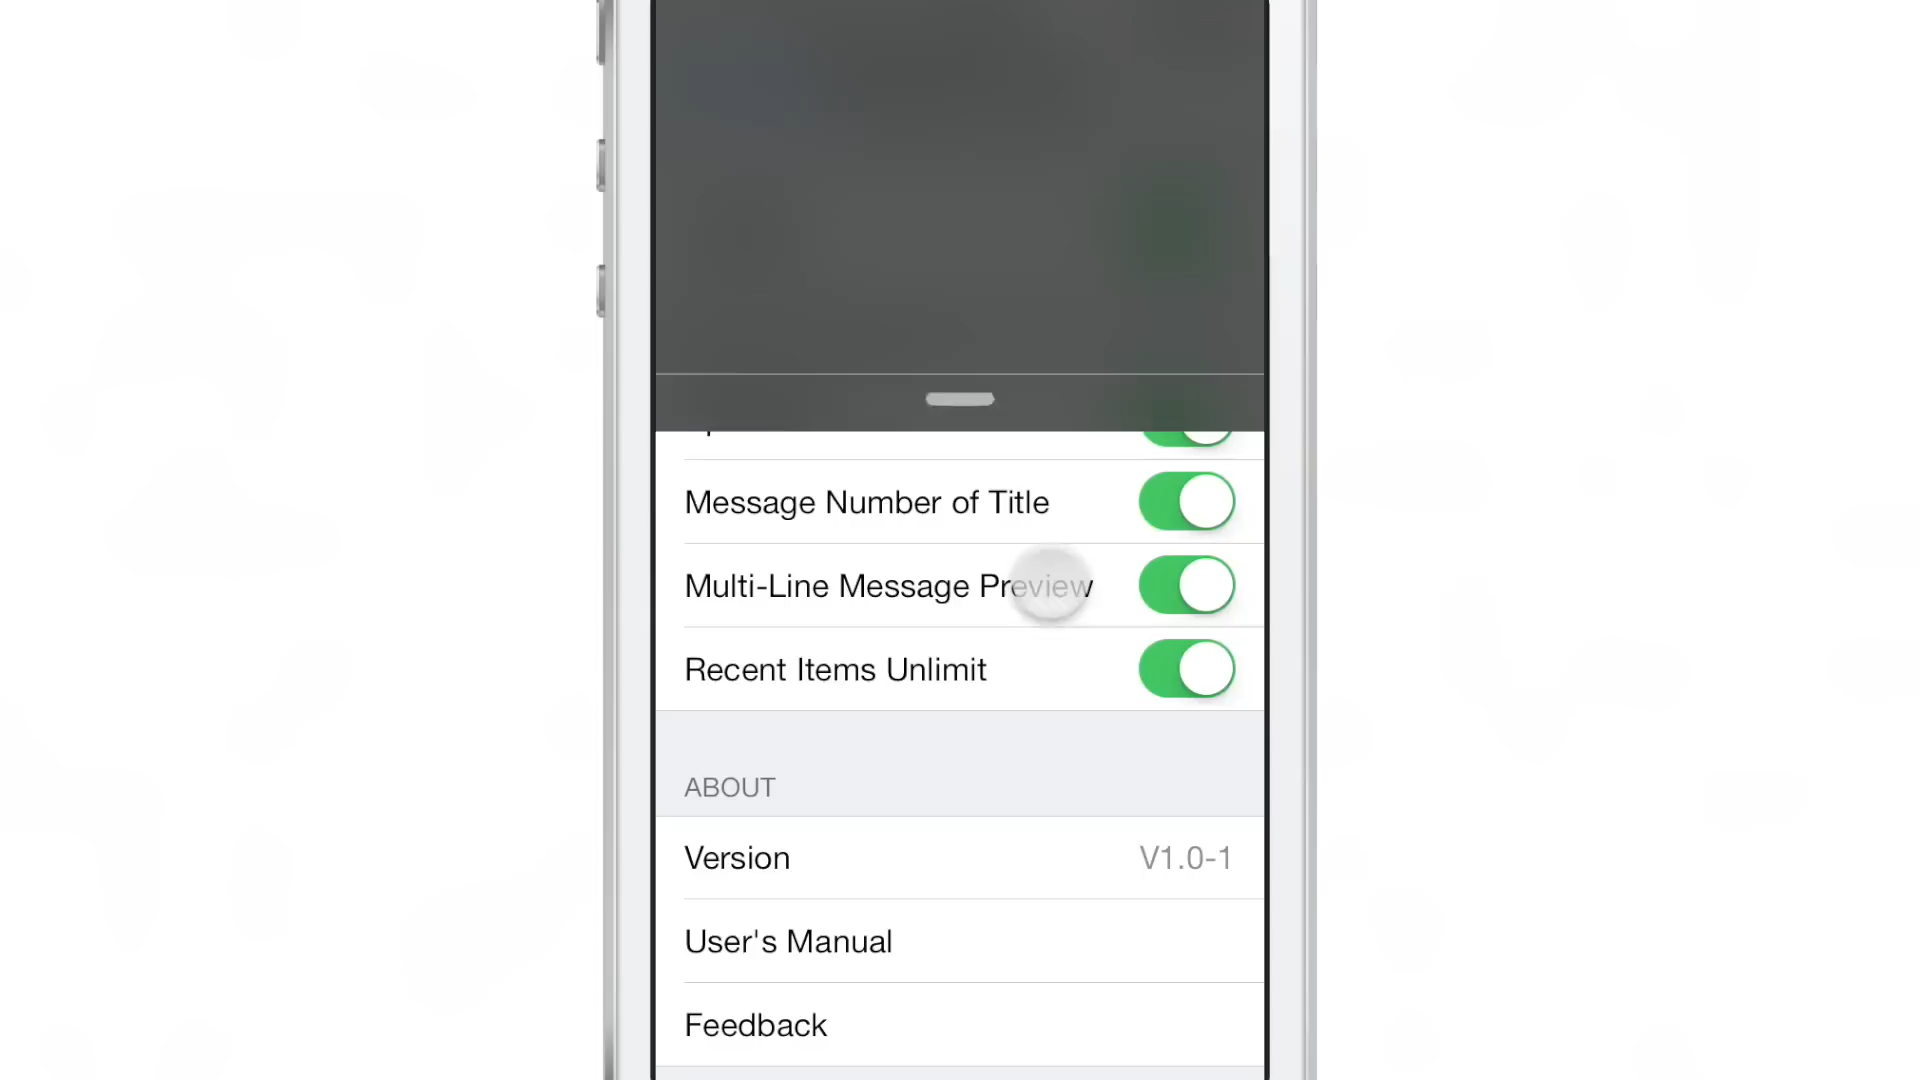 Message Number of Title
Multi-Line Message Preview
Recent Items Unlimit
ABOUT
Version V1.0-1
User's Manual
Feedback